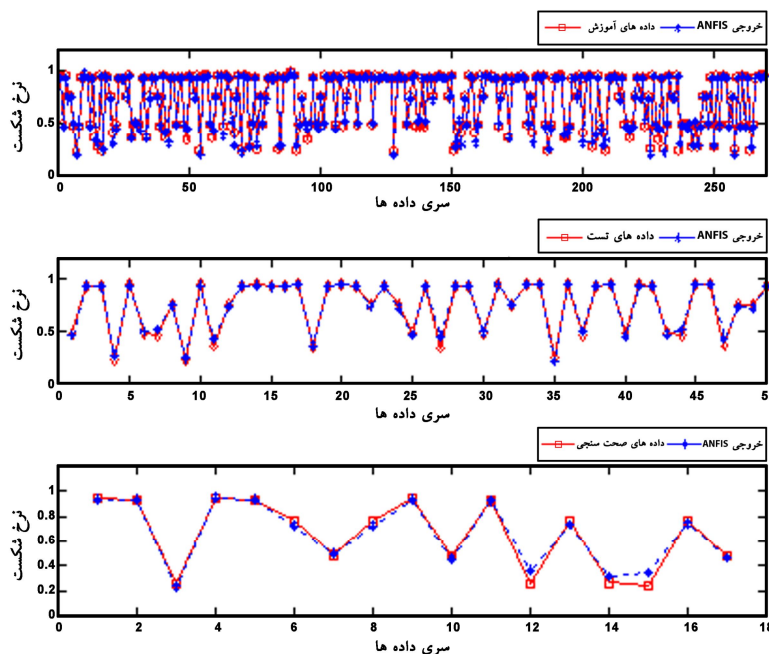 داده های آموزش خروجی ANFIS
نرخ شکست
1
0.5
0
0 50 100 150 200 250
سری داده ها
داده های تست خروجی ANFIS
نرخ شکست
1
0.5
0
0 5 10 15 20 25 30 35 40 45 50
سری داده ها
داده های صحت سنجی خروجی ANFIS
نرخ شکست
1
0.8
0.6
0.4
0.2
0
0 2 4 6 8 10 12 14 16 18
سری داده ها